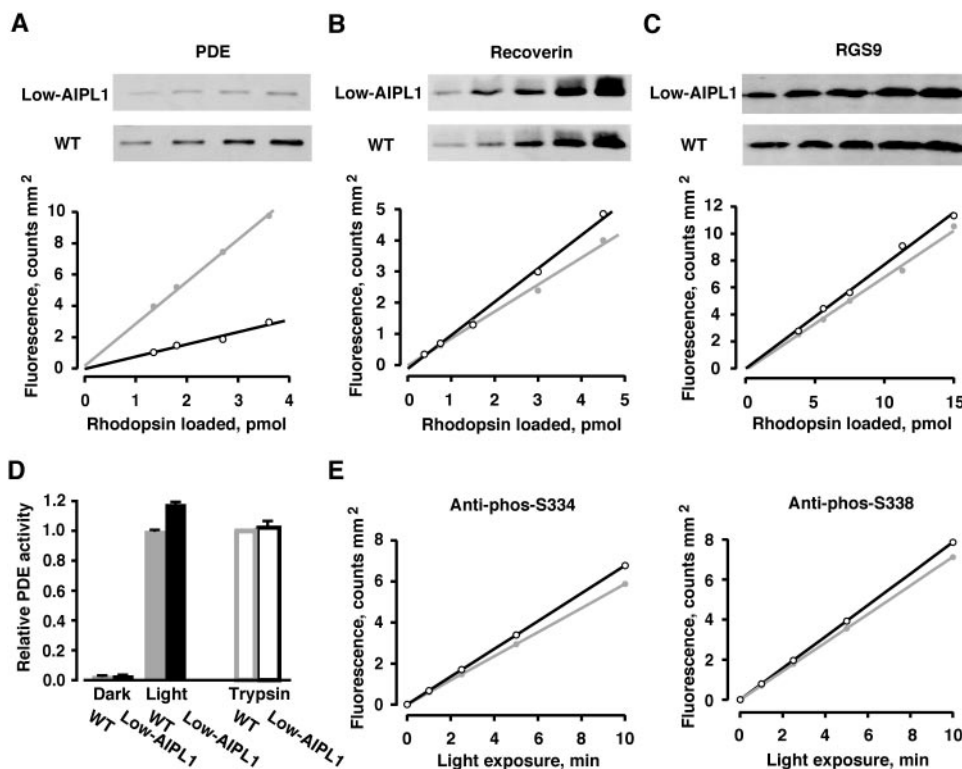 A
PDE
Low-AIPL1
WT
Fluorescence, counts mm 2
10
8
6
4
2
0
0 1 2 3 4
Rhodopsin loaded, pmol
B
Recoverin
Low-AIPL1
WT
Fluorescence, counts mm 2
5
4
3
2
1
0
0 1 2 3 4 5
Rhodopsin loaded, pmol
C
RGS9
Low-AIPL1
WT
Fluorescence, counts mm 2
12
10
8
6
4
2
0
0 5 10 15
Rhodopsin loaded, pmol
D
Relative PDE activity
1.2
1.0
0.8
0.6
0.4
0.2
0.0
Dark Light Trypsin
WT Low-AIPL1 WT Low-AIPL1 WT Low-AIPL1
E
Anti-phos-S334
Fluorescence, counts mm 2
8
6
4
2
0
0 2 4 6 8 10
Light exposure, min
Anti-phos-S338
Fluorescence, counts mm 2
8
6
4
2
0
0 2 4 6 8 10
Light exposure, min